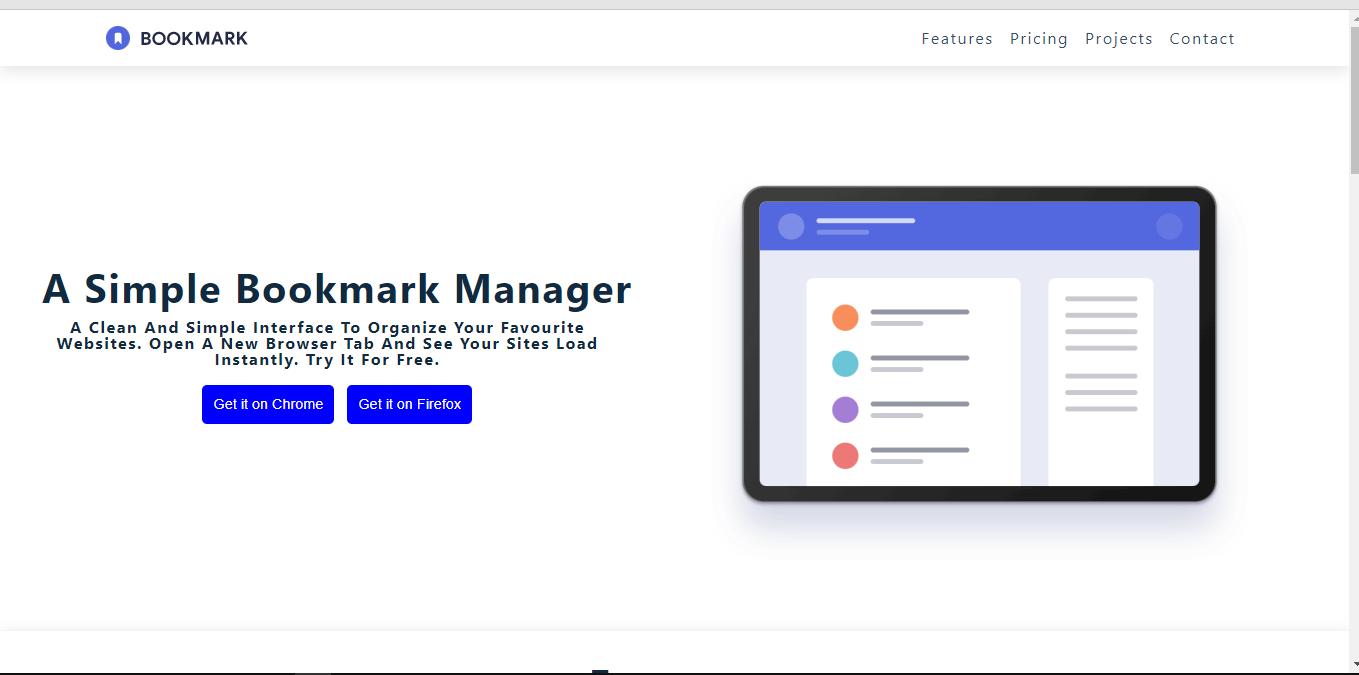 BOOKMARK
Features Pricing Projects Contact
A Simple Bookmark Manager
A Clean And Simple Interface To Organize Your Favourite
Websites. Open A New Browser Tab And See Your Sites Load
Instantly. Try It For Free.
Get it on Chrome Get it on Firefox